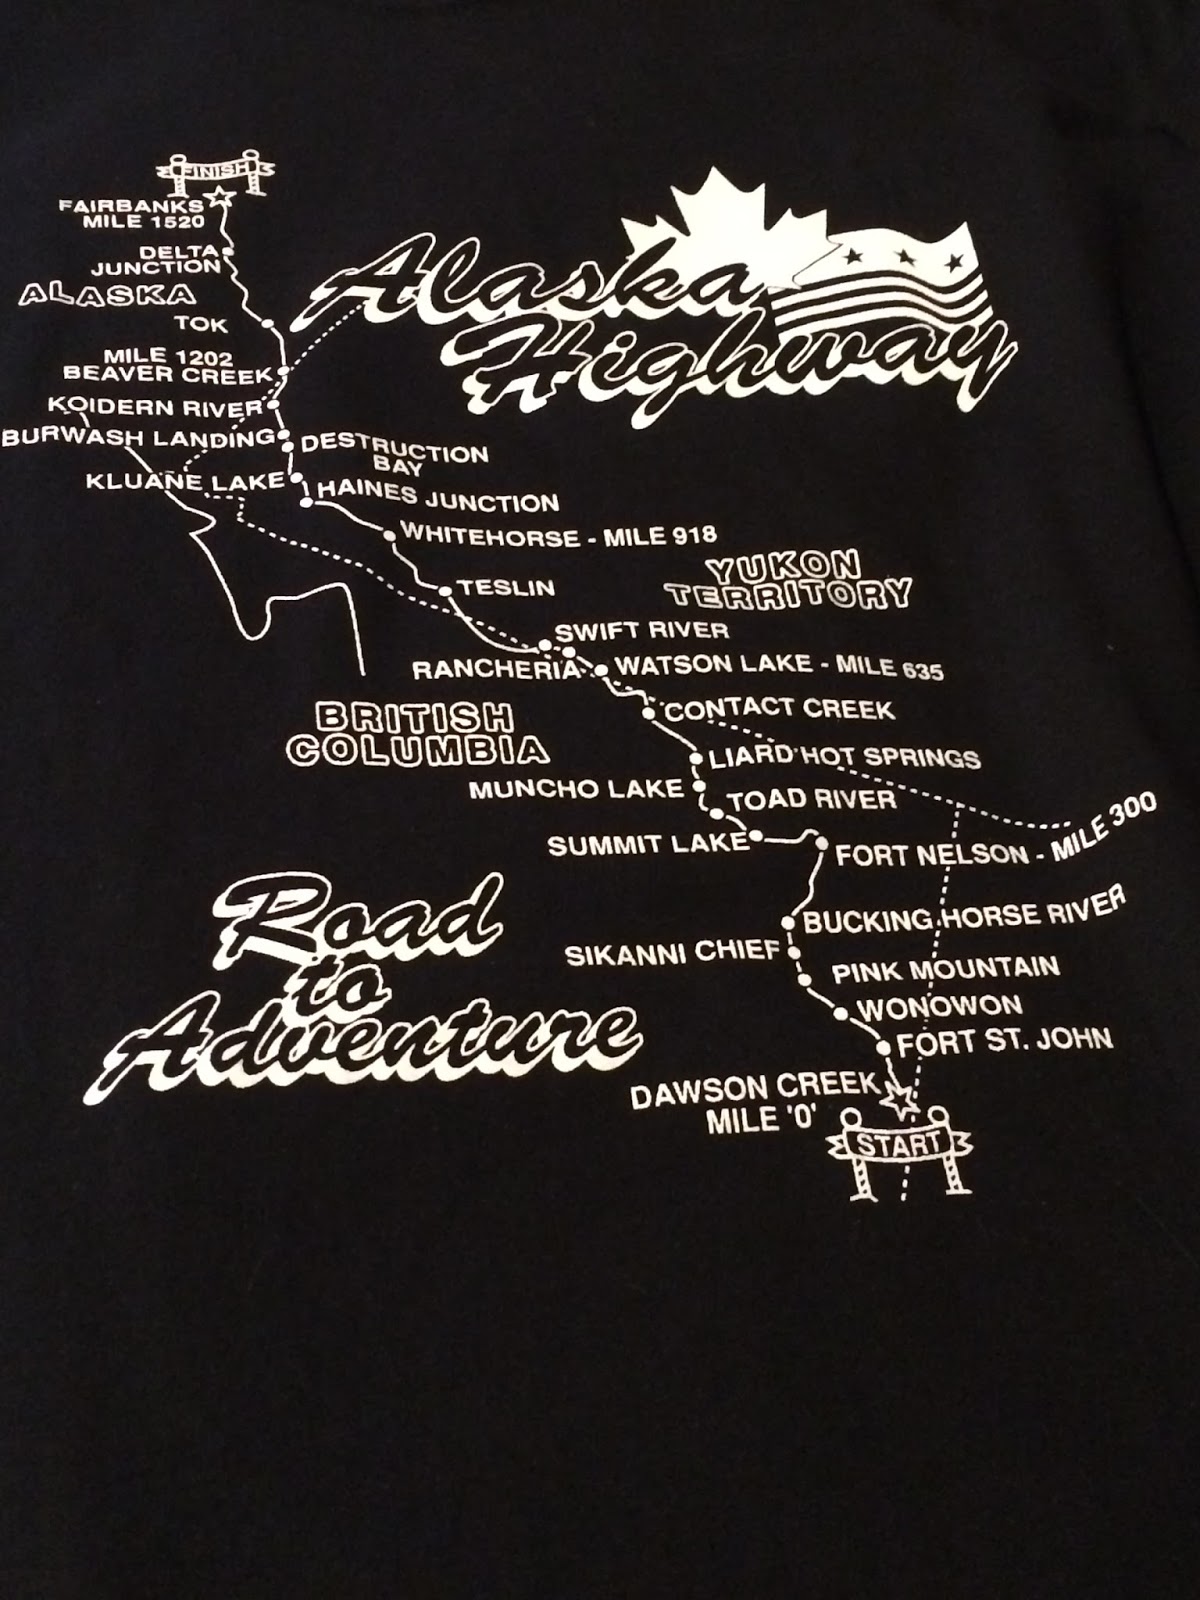 FINISH
FAIRBANKS
MILE 1520
DELTA
JUNCTION
ALASKA
TOK
Alaska
Highway
MILE 1202
BEAVER CREEK
KOIDERN RIVER
BURWASH LANDING
DESTRUCTION
BAY
KLUANE LAKE
HAINES JUNCTION
WHITEHORSE - MILE 918
YUKON
TERRITORY
TESLIN
SWIFT RIVER
RANCHERIA
WATSON LAKE - MILE 635
CONTACT CREEK
BRITISH
COLUMBIA
LIARD HOT SPRINGS
MUNCHO LAKE
TOAD RIVER
SUMMIT LAKE
FORT NELSON - MILE 300
Road
to
Adventure
BUCKING HORSE RIVER
SIKANNI CHIEF
PINK MOUNTAIN
WONOWON
FORT ST. JOHN
DAWSON CREEK
MILE '0'
START